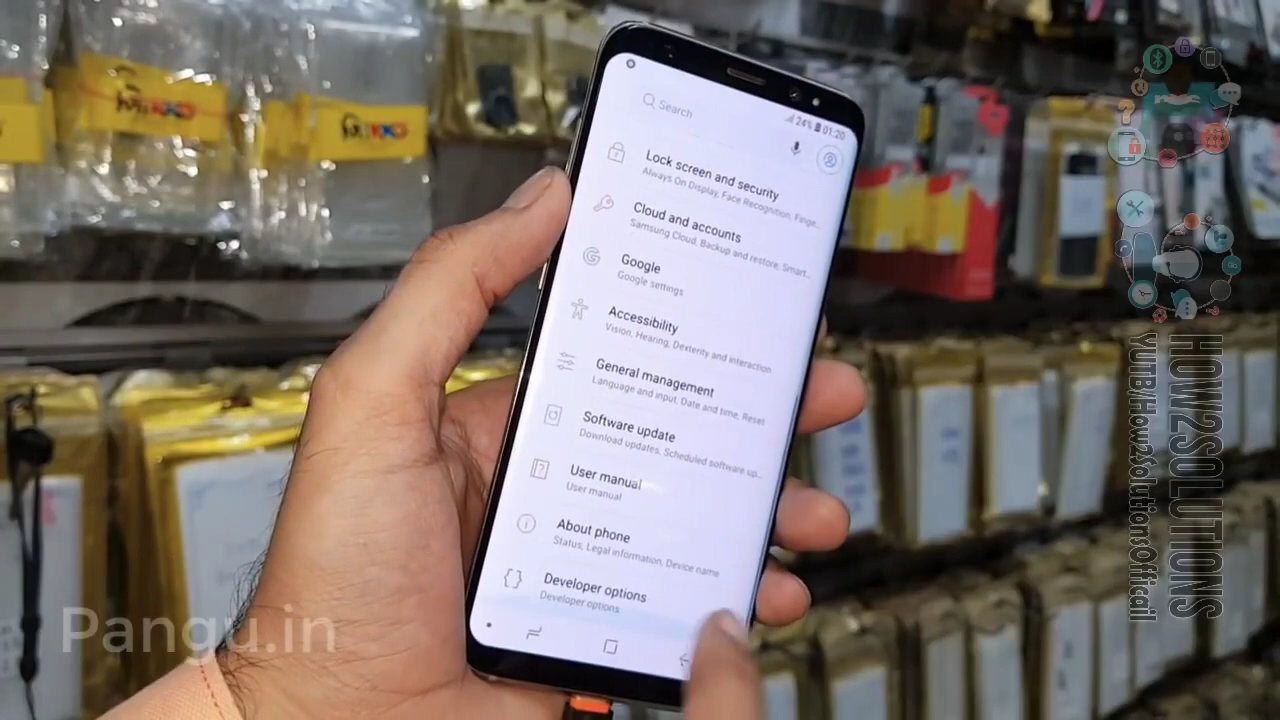 Search
24% 01:20
Lock screen and security
Always On Display, Face Recognition, Finge...
Cloud and accounts
Samsung Cloud, Backup and restore, Smart...
Google
Google settings
Accessibility
Vision, Hearing, Dexterity and interaction
General management
Language and input, Date and time, Reset
Software update
Download updates, Scheduled software up...
User manual
User manual
About phone
Status, Legal information, Device name
Developer options
Developer options
Pangu.in
HOW2SOLUTIONS
YUTB/How2SolutionsOffcail